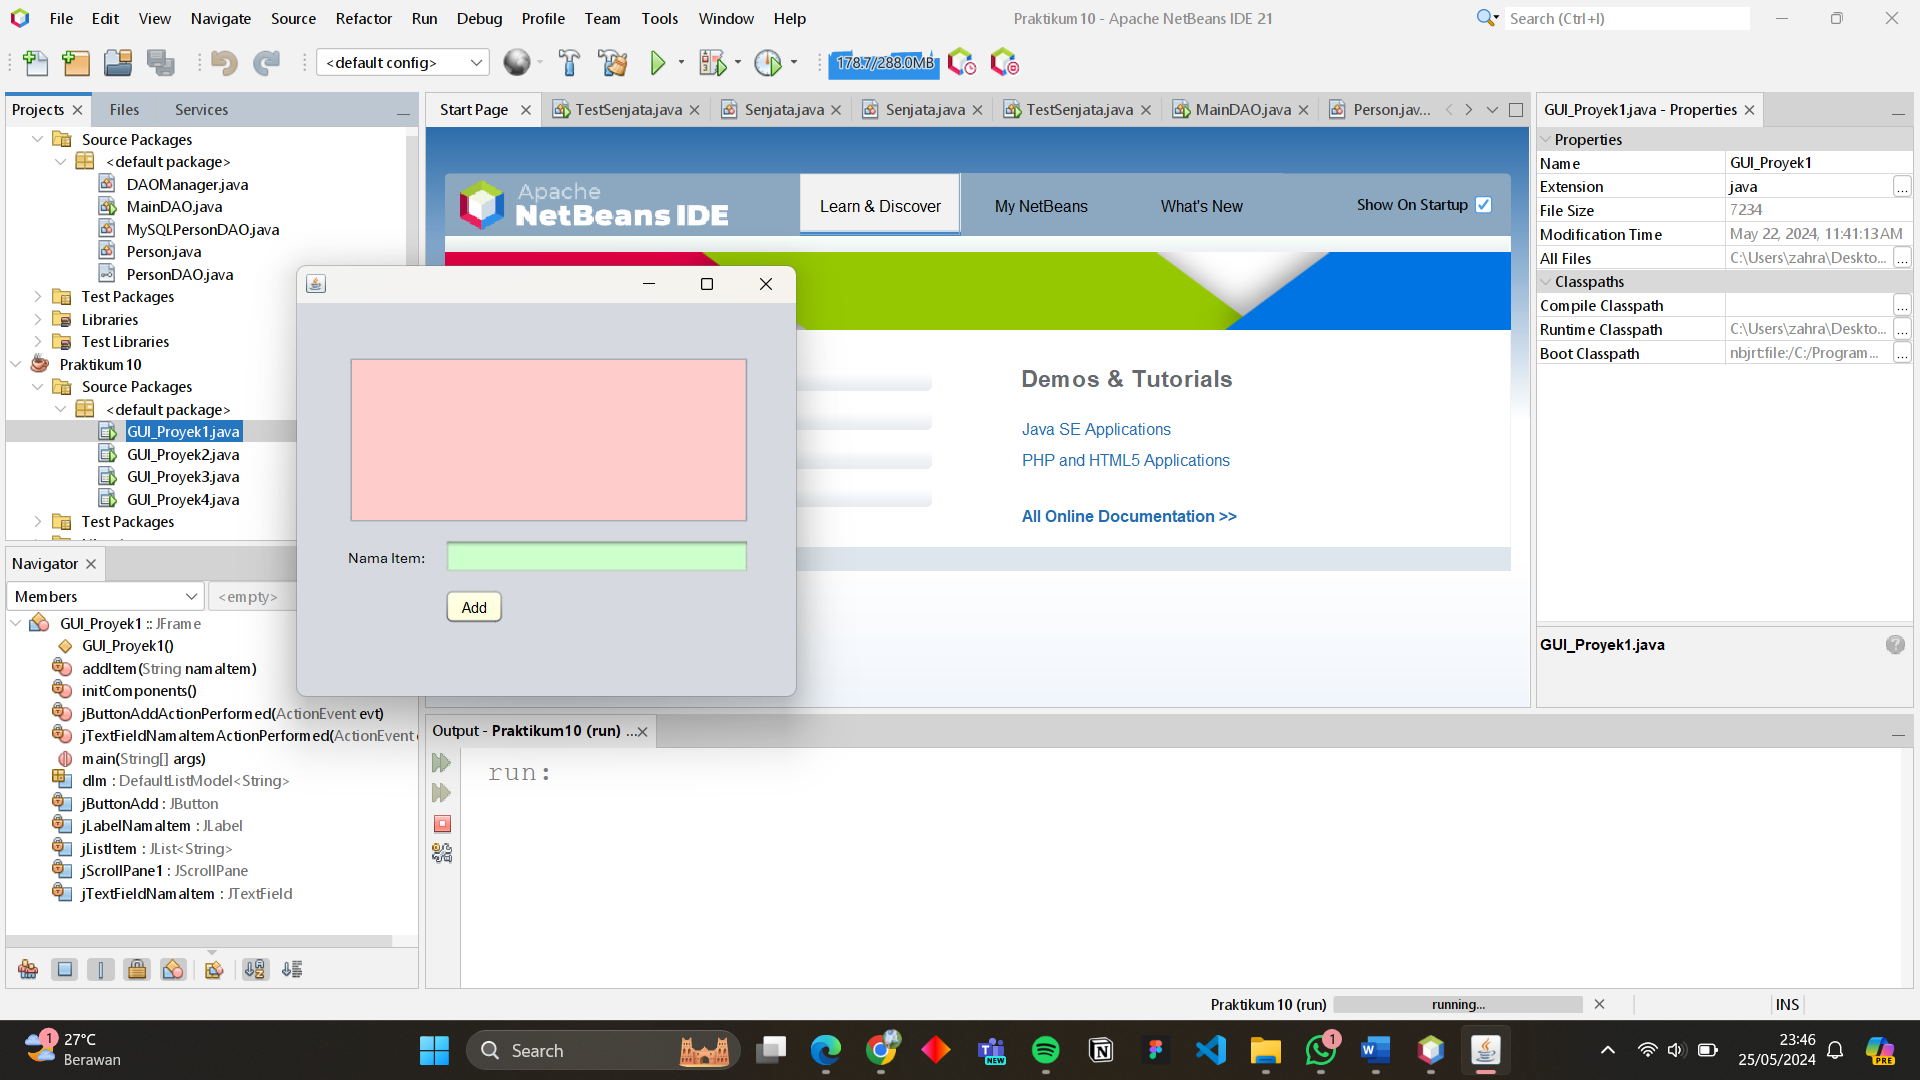 File Edit View Navigate Source Refactor Run Debug Profile Team Tools Window Help
Praktikum10 - Apache NetBeans IDE 21
Search (Ctrl+I)
<default config>
178.7/288.0MB
Projects Files Services
Source Packages
<default package>
DAOManager.java
MainDAO.java
MySQLPersonDAO.java
Person.java
PersonDAO.java
Test Packages
Libraries
Test Libraries
Praktikum10
Source Packages
<default package>
GUI_Proyek1.java
GUI_Proyek2.java
GUI_Proyek3.java
GUI_Proyek4.java
Test Packages
Start Page TestSenjata.java Senjata.java Senjata.java TestSenjata.java MainDAO.java Person.jav...
Apache
NetBeans IDE
Learn & Discover My NetBeans What's New Show On Startup
Demos & Tutorials
Java SE Applications
PHP and HTML5 Applications
All Online Documentation >>
Nama Item:
Add
GUI_Proyek1.java - Properties
Properties
Name GUI_Proyek1
Extension java ...
File Size 7234
Modification Time May 22, 2024, 11:41:13 AM
All Files C:\Users\zahra\Deskto... ...
Classpaths
Compile Classpath ...
Runtime Classpath C:\Users\zahra\Deskto... ...
Boot Classpath nbjrt:file:/C:/Program... ...
GUI_Proyek1.java
?
Navigator
Members <empty>
GUI_Proyek1 :: JFrame
GUI_Proyek1()
addItem(String namaItem)
initComponents()
jButtonAddActionPerformed(ActionEvent evt)
jTextFieldNamaItemActionPerformed(ActionEvent
main(String[] args)
dlm : DefaultListModel<String>
jButtonAdd : JButton
jLabelNamaItem : JLabel
jListItem : JList<String>
jScrollPane1 : JScrollPane
jTextFieldNamaItem : JTextField
Output - Praktikum10 (run) ...
run:
Praktikum10 (run) running... INS
1
27°C
Berawan
Search
NEW
1
PRE
23:46
25/05/2024